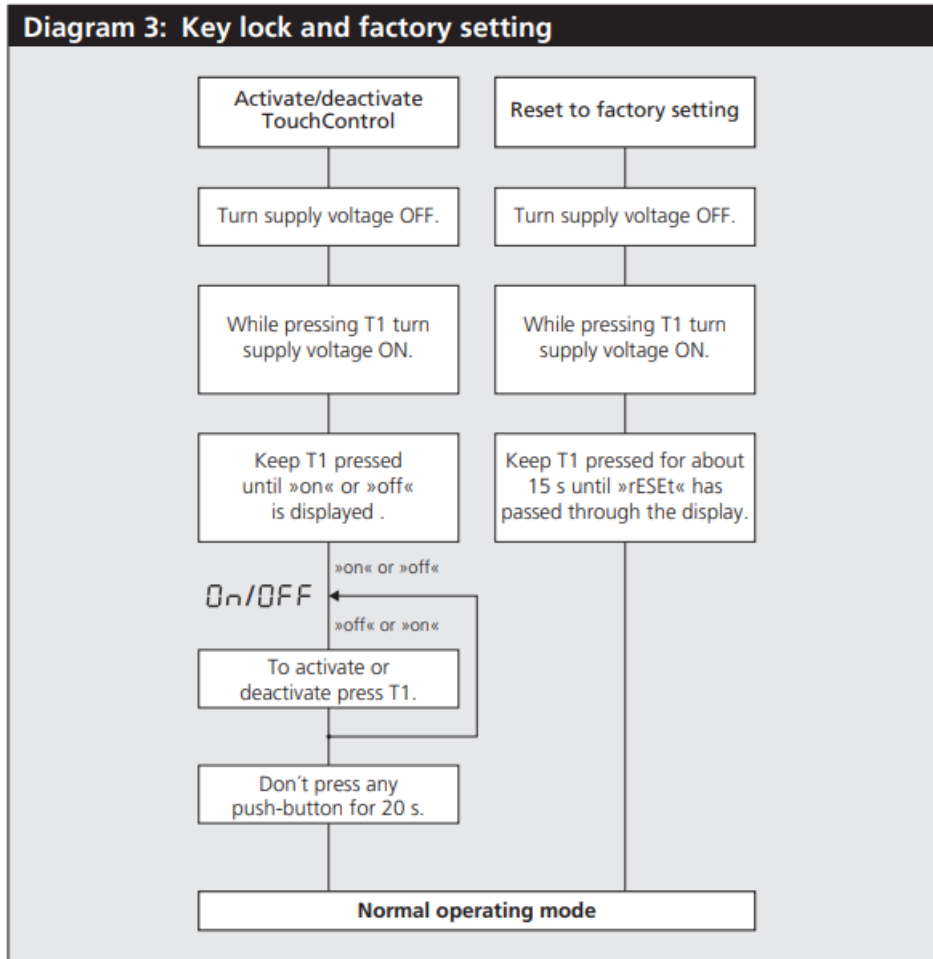 Diagram 3: Key lock and factory setting
Activate/deactivate
TouchControl
Turn supply voltage OFF.
While pressing T1 turn
supply voltage ON.
Keep T1 pressed
until »on« or »off«
is displayed .
»on« or »off«
On/OFF
»off« or »on«
To activate or
deactivate press T1.
Don´t press any
push-button for 20 s.
Reset to factory setting
Turn supply voltage OFF.
While pressing T1 turn
supply voltage ON.
Keep T1 pressed for about
15 s until »rESEt« has
passed through the display.
Normal operating mode